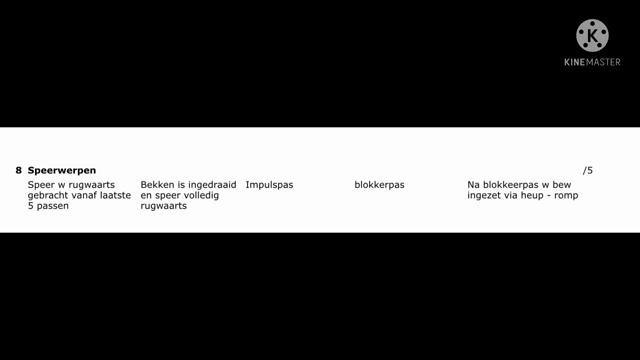 K
KINEMASTER
8 Speerwerpen /5
Speer w rugwaarts gebracht vanaf laatste 5 passen
Bekken is ingedraaid en speer volledig rugwaarts
Impulspas
blokkerpas
Na blokkeerpas w bew ingezet via heup - romp